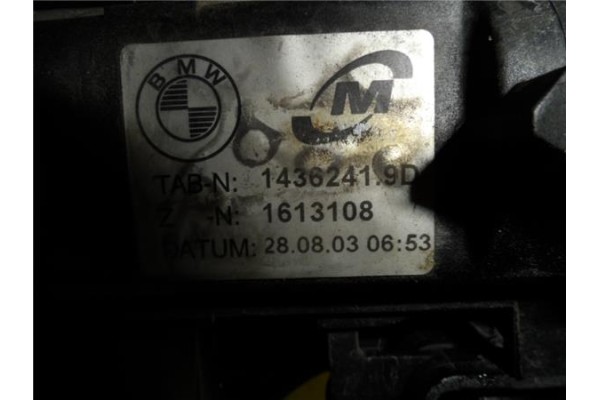 BMW
M
TAB-N: 1436241.9D
Z -N: 1613108
DATUM: 28.08.03 06:53